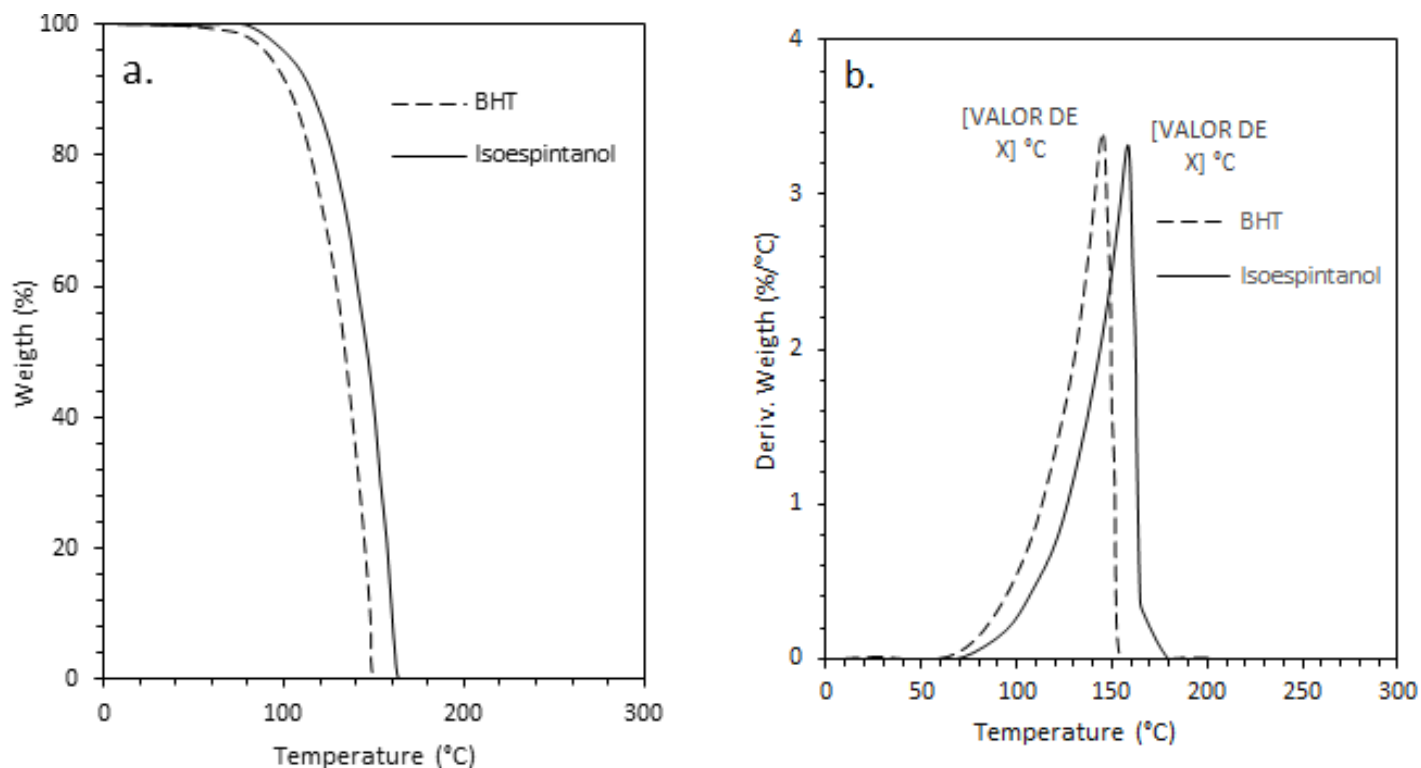 a.
100
80
60
40
20
0
Weigth (%)
BHT
Isoespintanol
0
100
200
300
Temperature (°C)
b.
4
3
2
1
0
Deriv. Weigth (%/°C)
[VALOR DE
X] °C
[VALOR DE
X] °C
BHT
Isoespintanol
0
50
100
150
200
250
300
Temperature (°C)